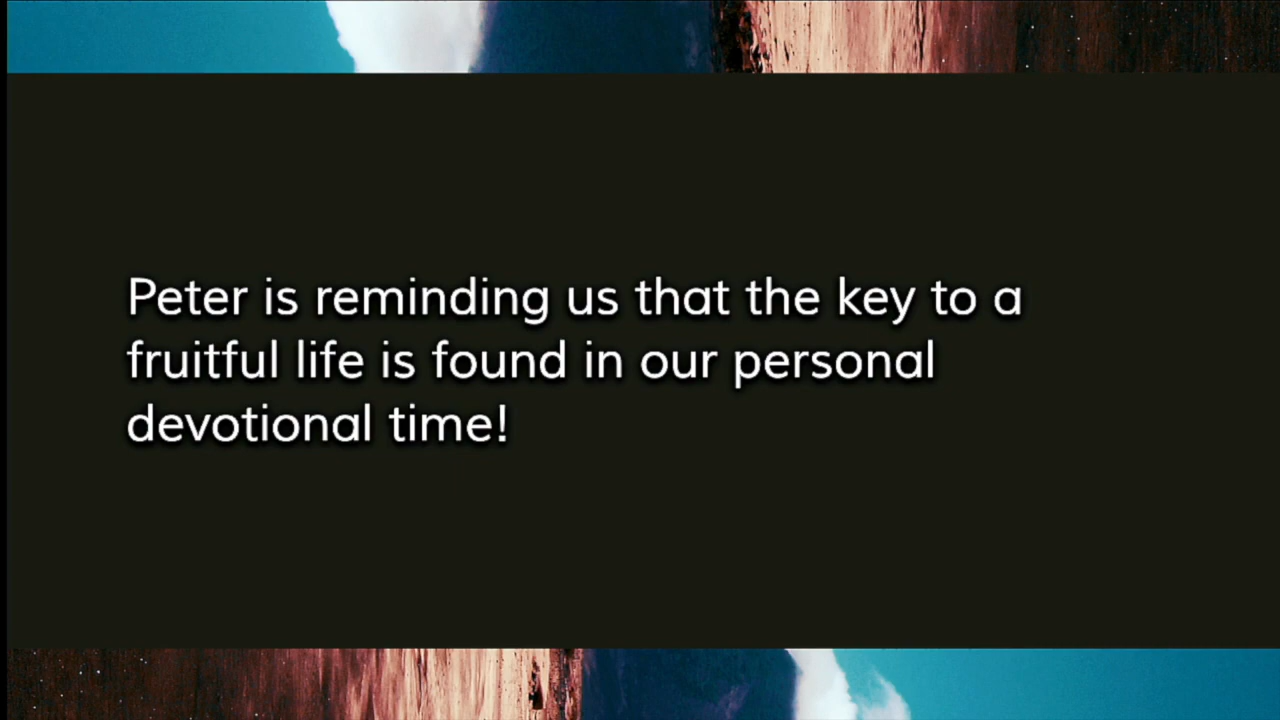 Peter is reminding us that the key to a
fruitful life is found in our personal
devotional time!